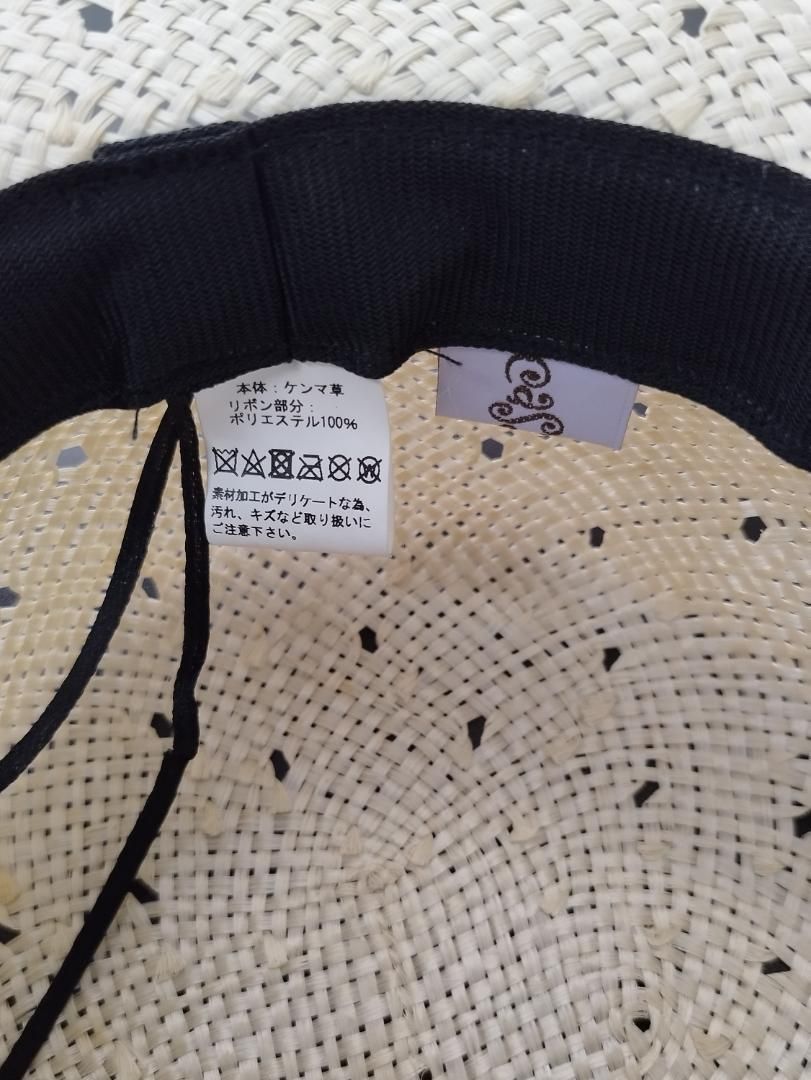 本体：ケンマ草
リボン部分：
ポリエステル100%
素材加工がデリケートな為、
汚れ、キズなど取り扱いに
ご注意下さい。